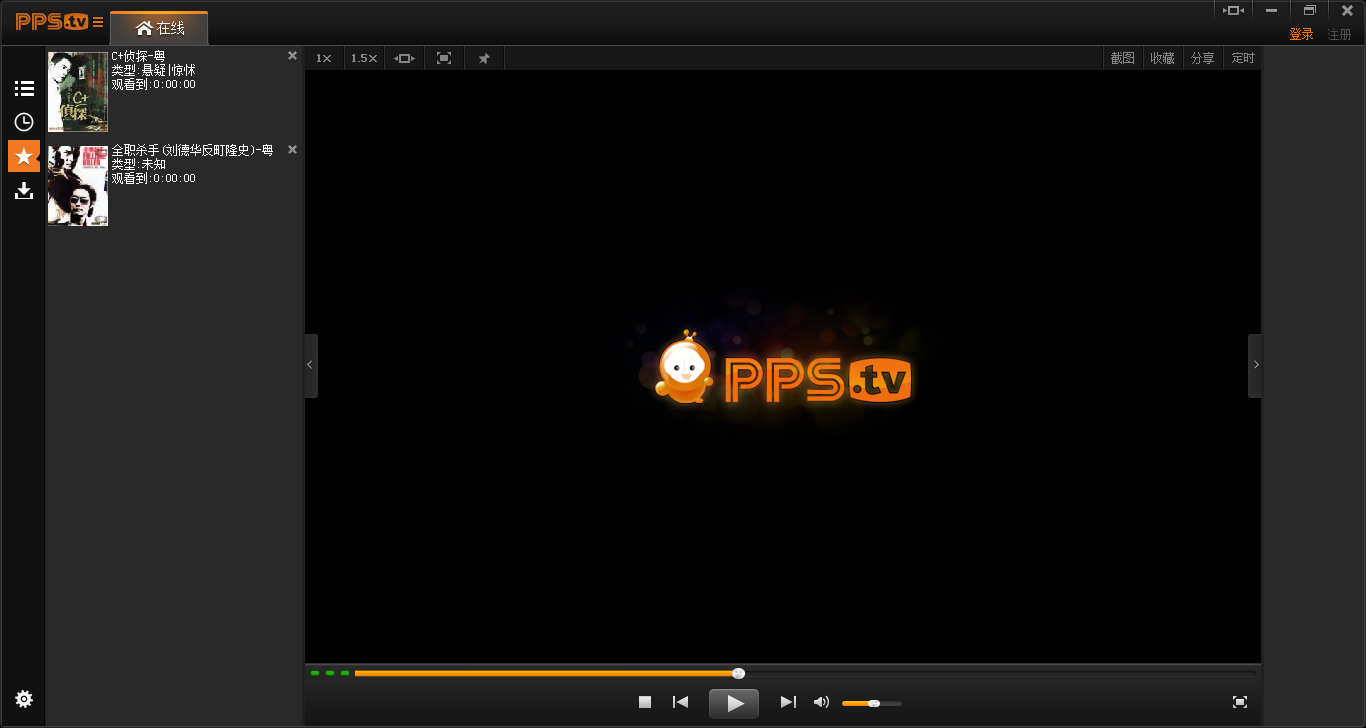 PPS.tv
在线
登录
注册
C+侦探-粤
类型:悬疑|惊怵
观看到:0:00:00
全职杀手(刘德华反町隆史)-粤
类型:未知
观看到:0:00:00
1×
1.5×
截图
收藏
分享
定时
C+
偵探
PPS.tv